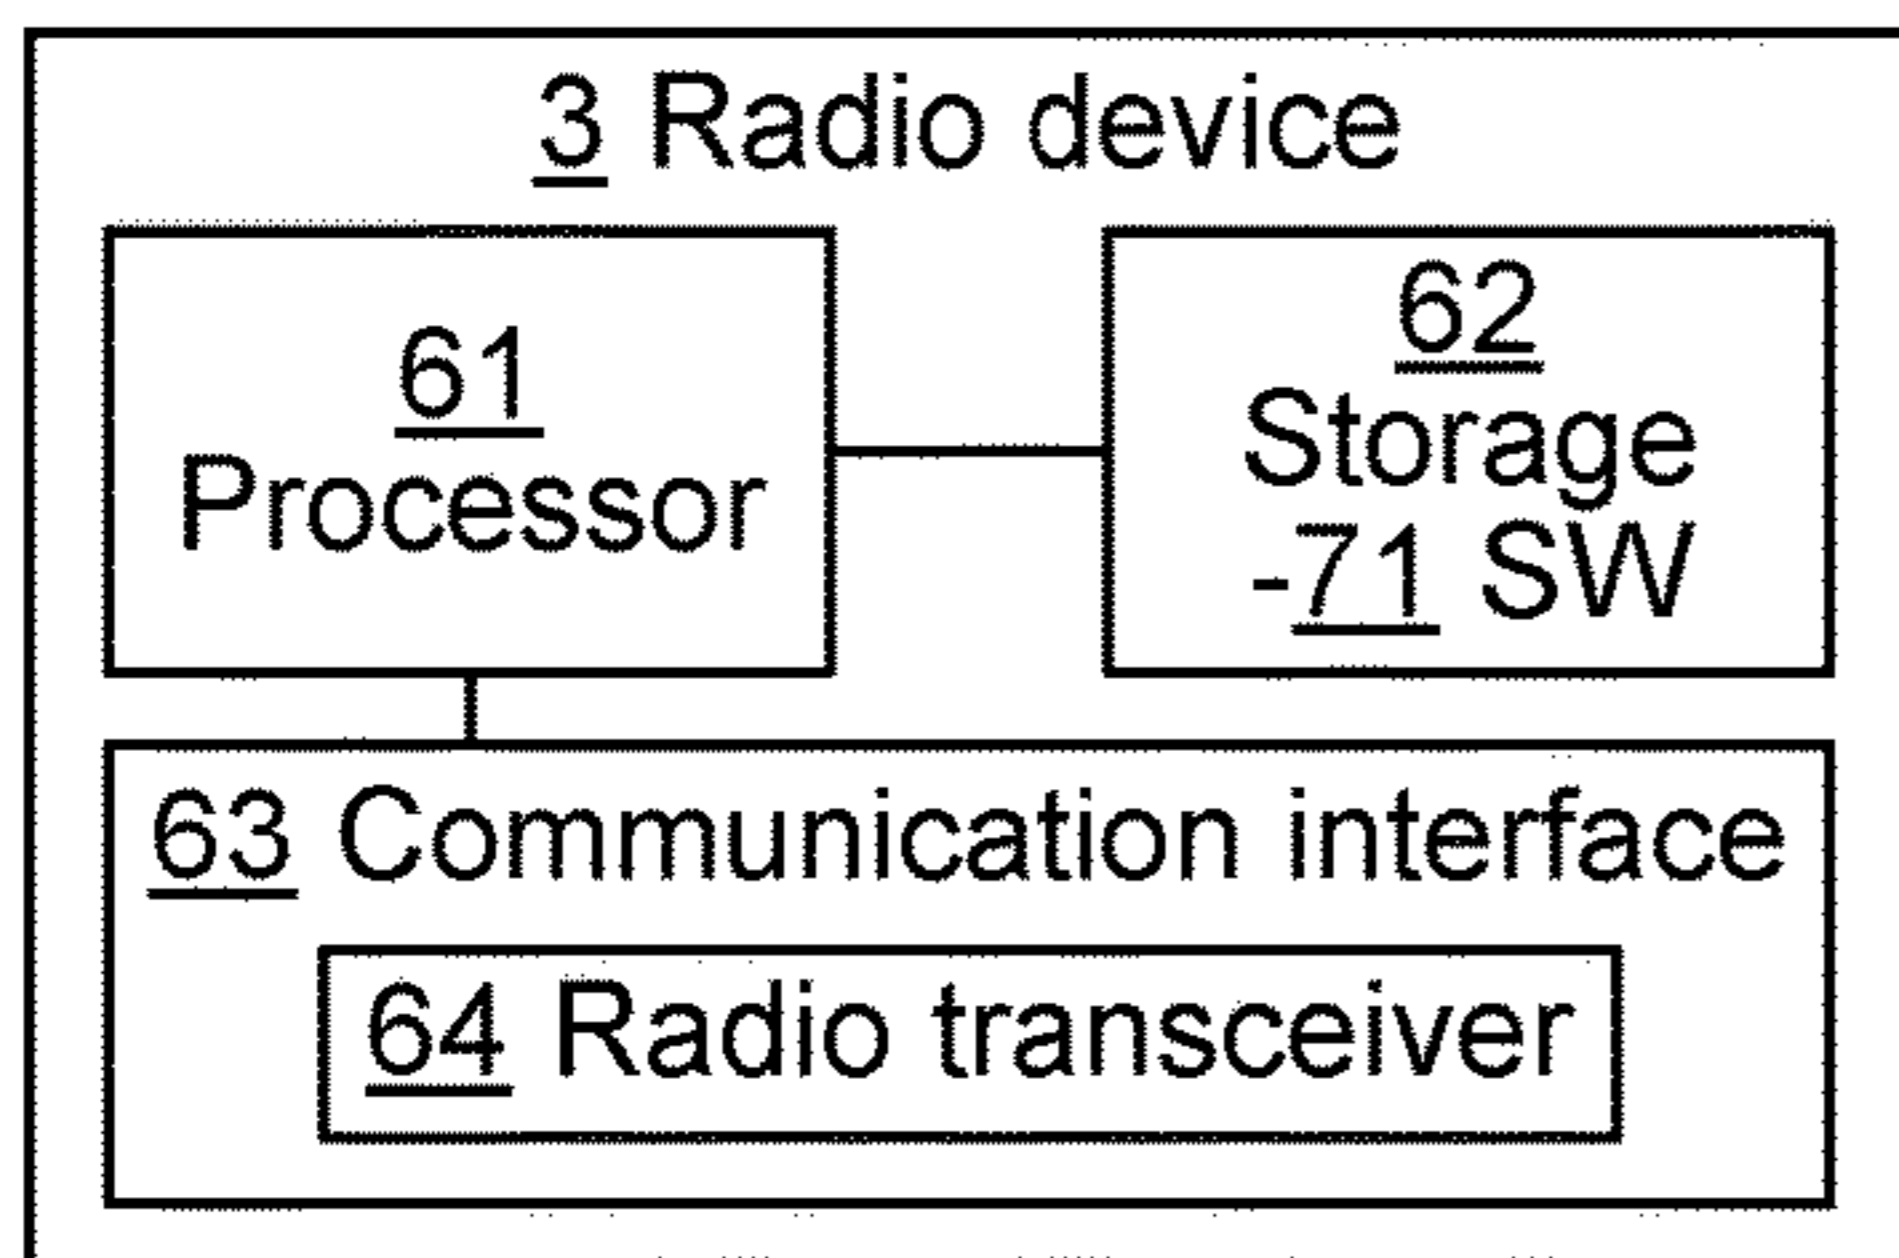 3 Radio device
61
Processor
62
Storage
-71 SW
63 Communication interface
64 Radio transceiver